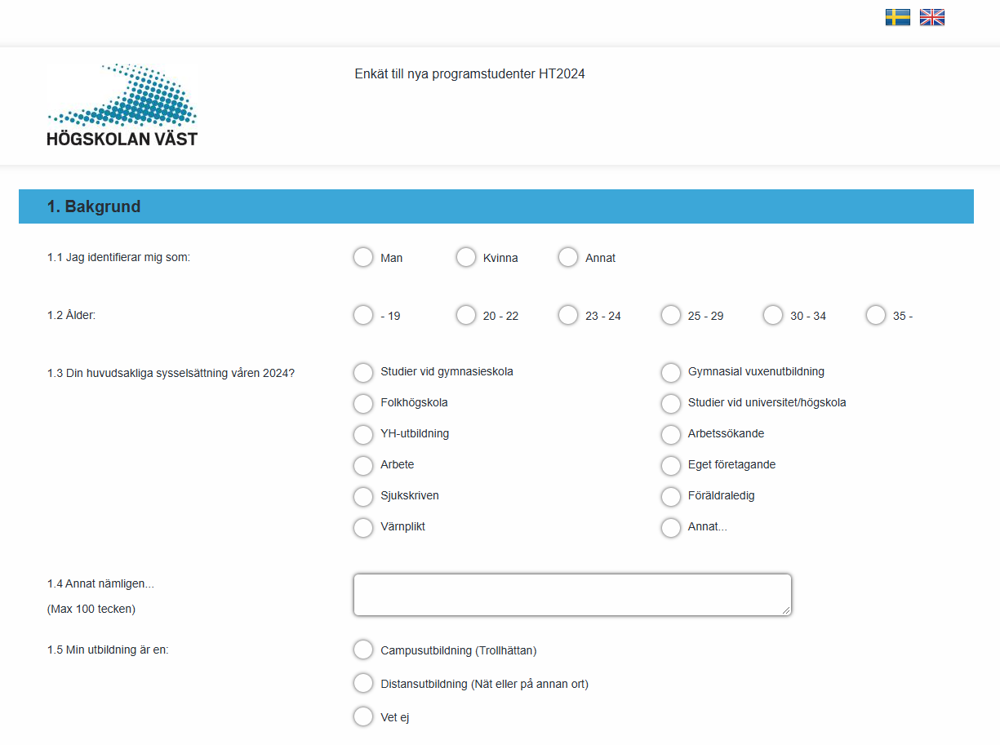 Enkät till nya programstudenter HT2024
HÖGSKOLAN VÄST
1. Bakgrund
1.1 Jag identifierar mig som:
Man
Kvinna
Annat
1.2 Ålder:
- 19
20 - 22
23 - 24
25 - 29
30 - 34
35 -
1.3 Din huvudsakliga sysselsättning våren 2024?
Studier vid gymnasieskola
Gymnasial vuxenutbildning
Folkhögskola
Studier vid universitet/högskola
YH-utbildning
Arbetssökande
Arbete
Eget företagande
Sjukskriven
Föräldraledig
Värnplikt
Annat...
1.4 Annat nämligen...
(Max 100 tecken)
1.5 Min utbildning är en:
Campusutbildning (Trollhättan)
Distansutbildning (Nät eller på annan ort)
Vet ej